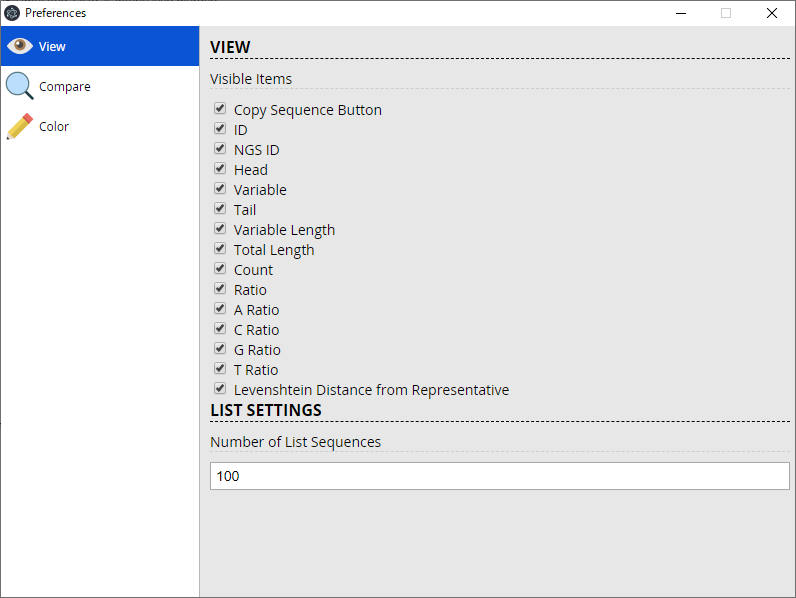 Preferences
View
Compare
Color
VIEW
Visible Items
Copy Sequence Button
ID
NGS ID
Head
Variable
Tail
Variable Length
Total Length
Count
Ratio
A Ratio
C Ratio
G Ratio
T Ratio
Levenshtein Distance from Representative
LIST SETTINGS
Number of List Sequences
100